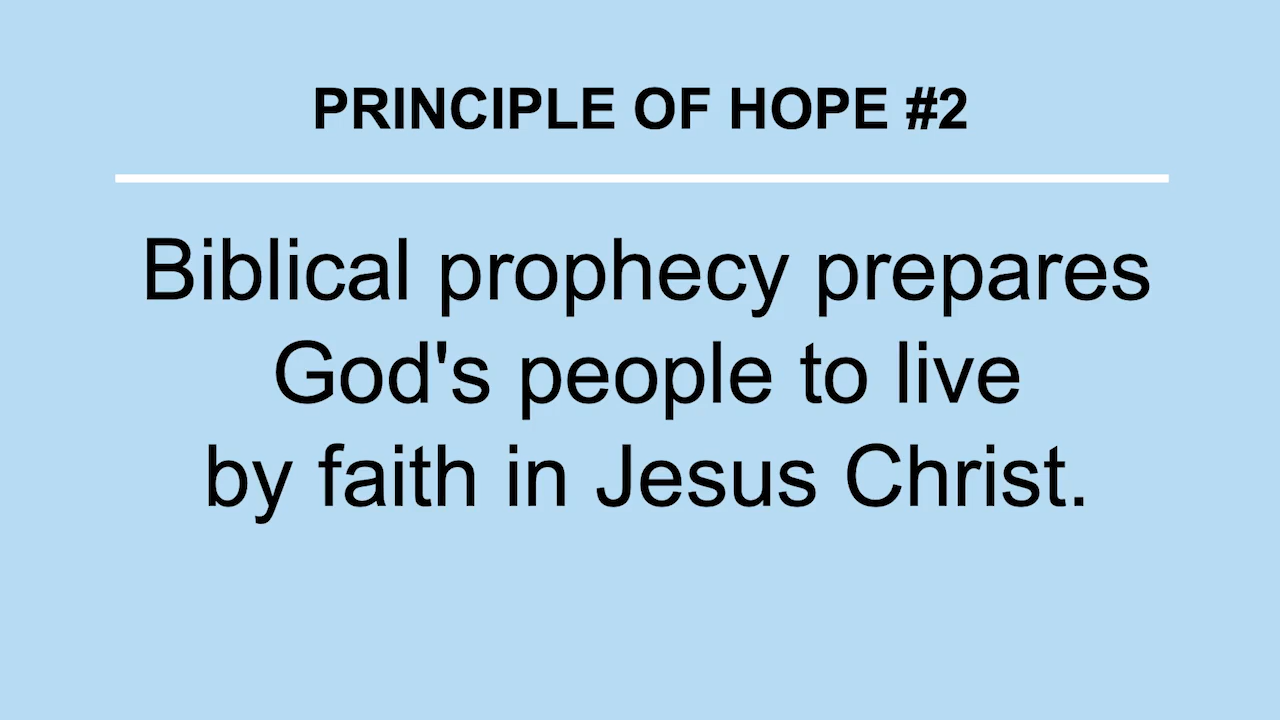 PRINCIPLE OF HOPE #2
Biblical prophecy prepares
God's people to live
by faith in Jesus Christ.